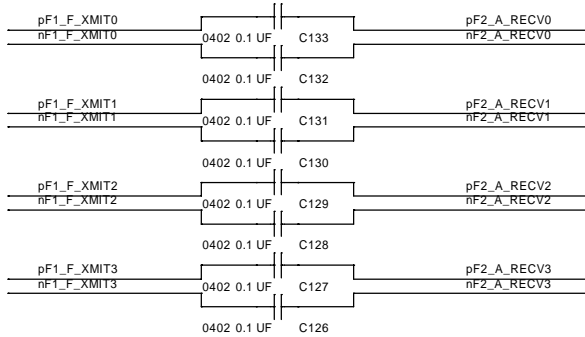 pF1_F_XMIT0 pF2_A_RECV0
nF1_F_XMIT0 0402 0.1 UF C133 nF2_A_RECV0
0402 0.1 UF C132
pF1_F_XMIT1 pF2_A_RECV1
nF1_F_XMIT1 0402 0.1 UF C131 nF2_A_RECV1
0402 0.1 UF C130
pF1_F_XMIT2 pF2_A_RECV2
nF1_F_XMIT2 0402 0.1 UF C129 nF2_A_RECV2
0402 0.1 UF C128
pF1_F_XMIT3 pF2_A_RECV3
nF1_F_XMIT3 0402 0.1 UF C127 nF2_A_RECV3
0402 0.1 UF C126